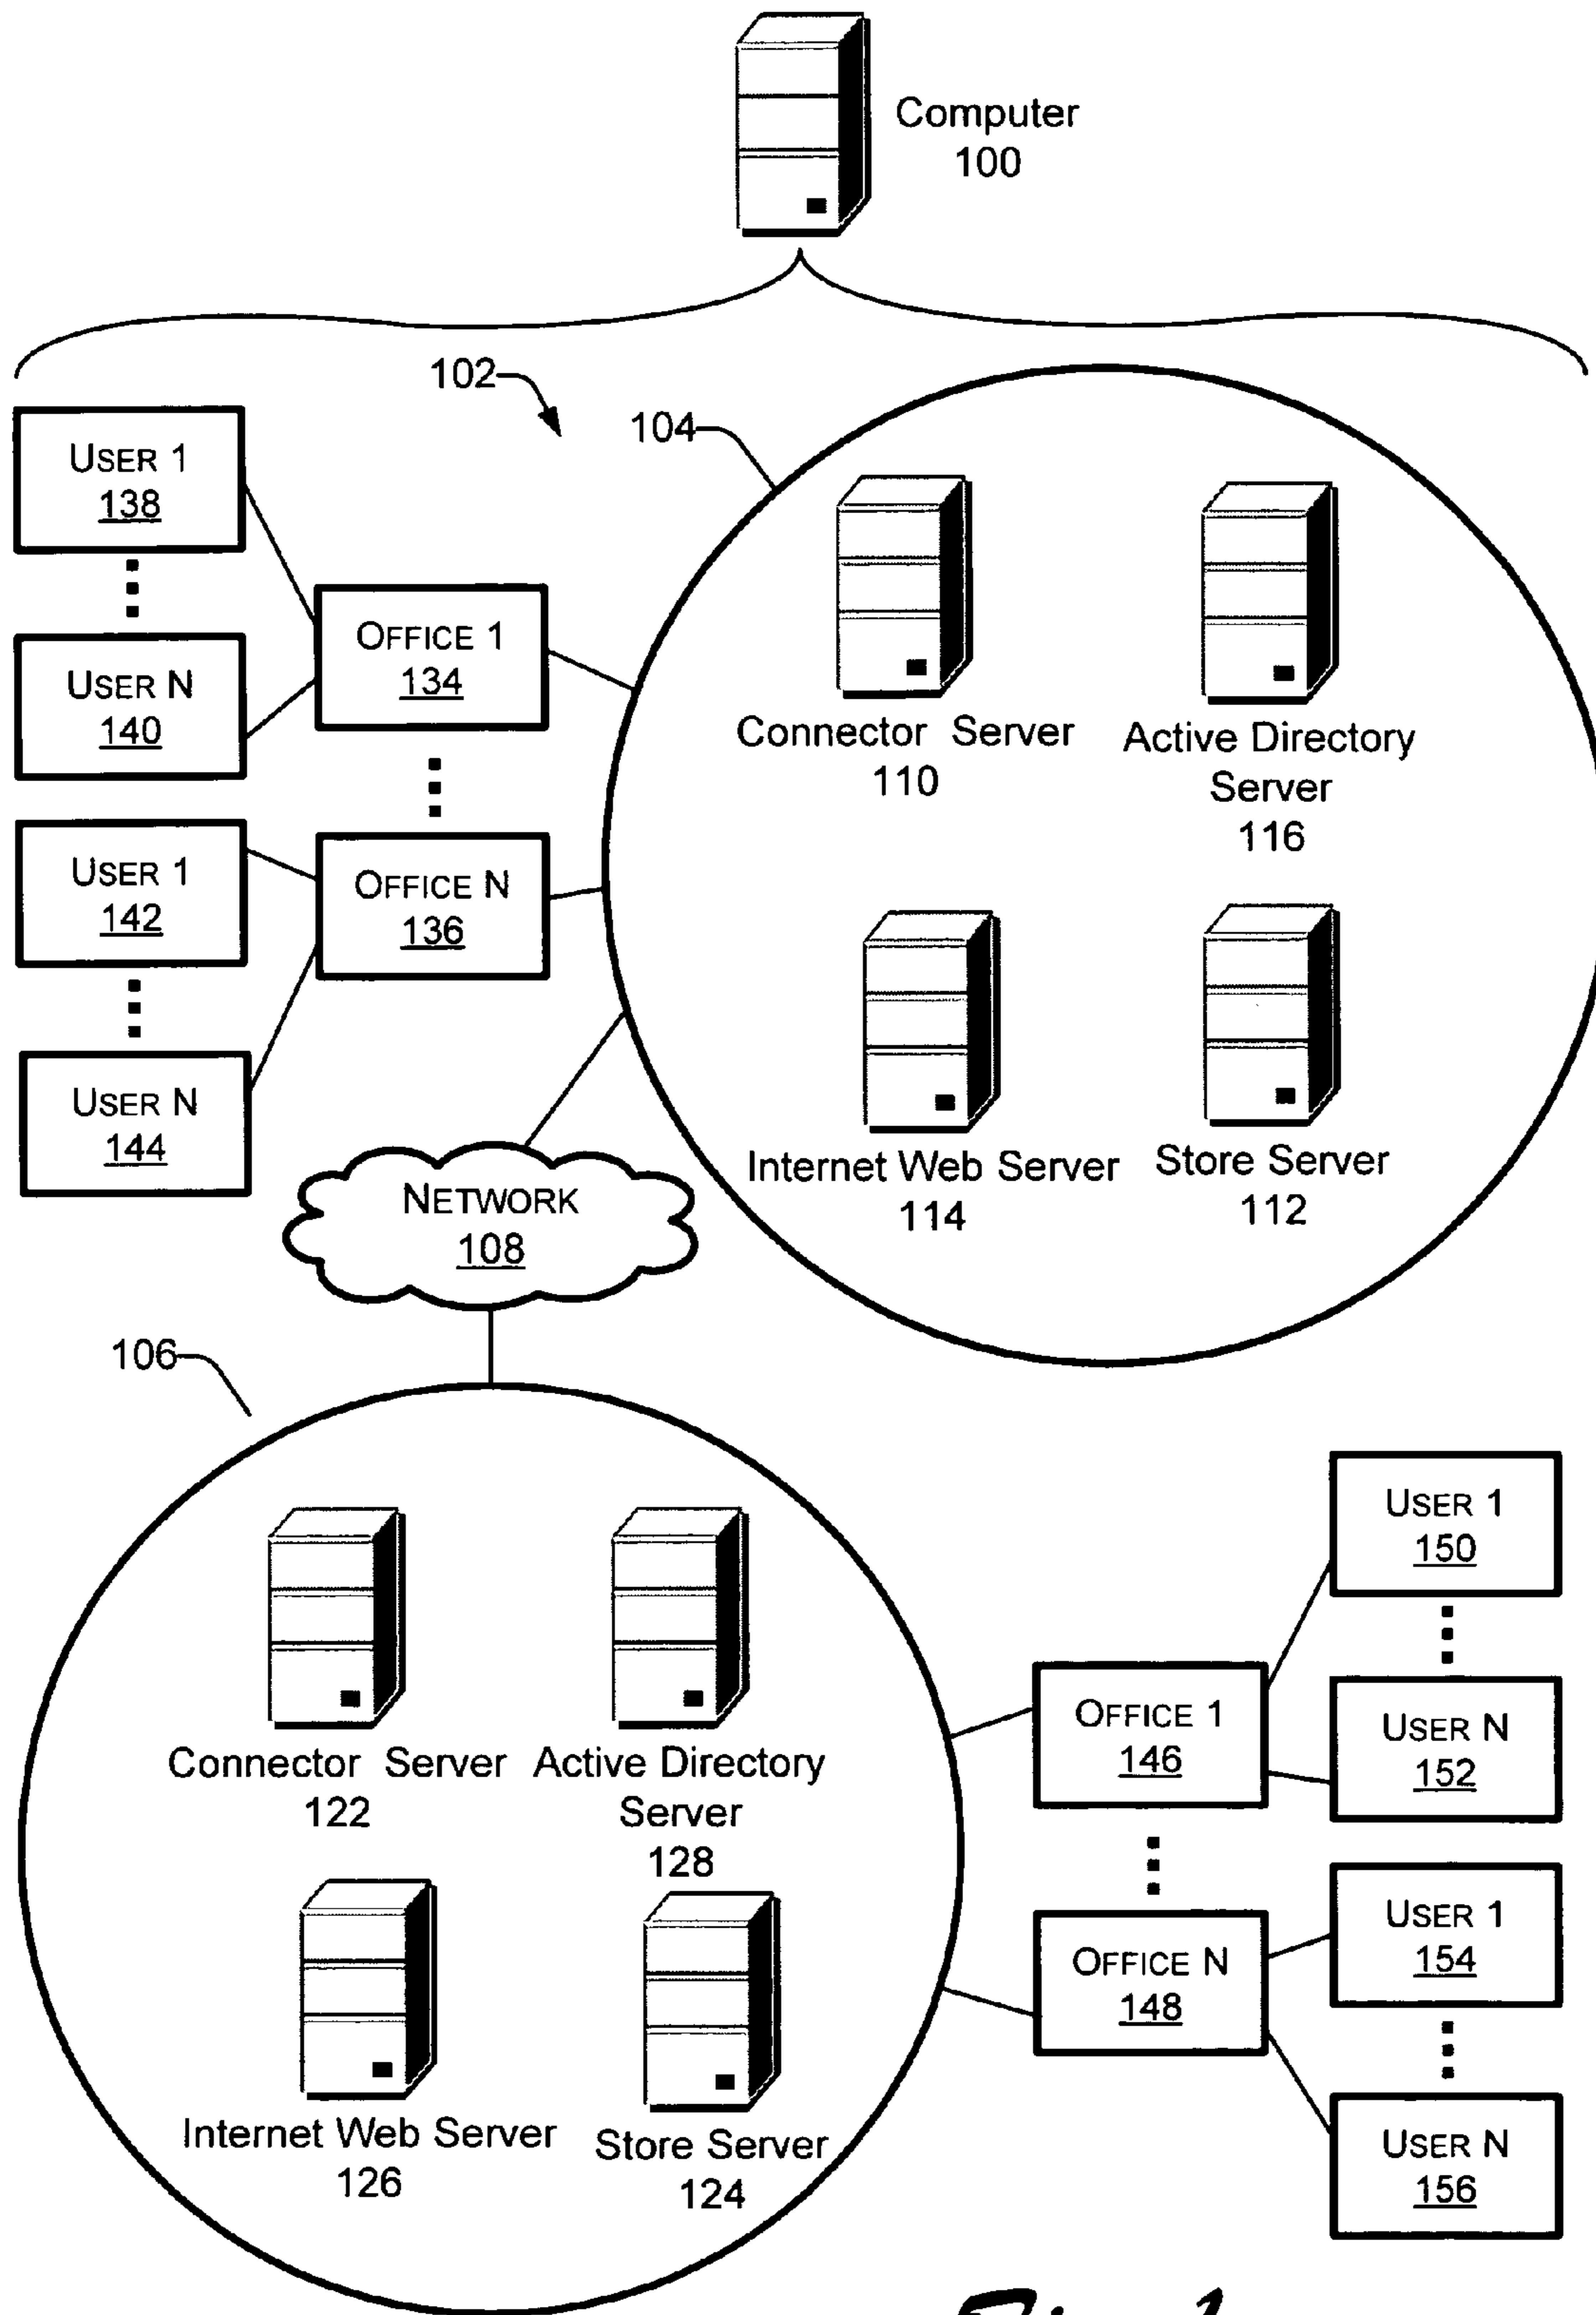 Computer
100
102
104
USER 1
138
USER N
140
OFFICE 1
134
USER 1
142
OFFICE N
136
USER N
144
Connector Server
110
Active Directory
Server
116
Internet Web Server
114
Store Server
112
NETWORK
108
106
Connector Server
122
Active Directory
Server
128
Internet Web Server
126
Store Server
124
OFFICE 1
146
USER 1
150
USER N
152
OFFICE N
148
USER 1
154
USER N
156